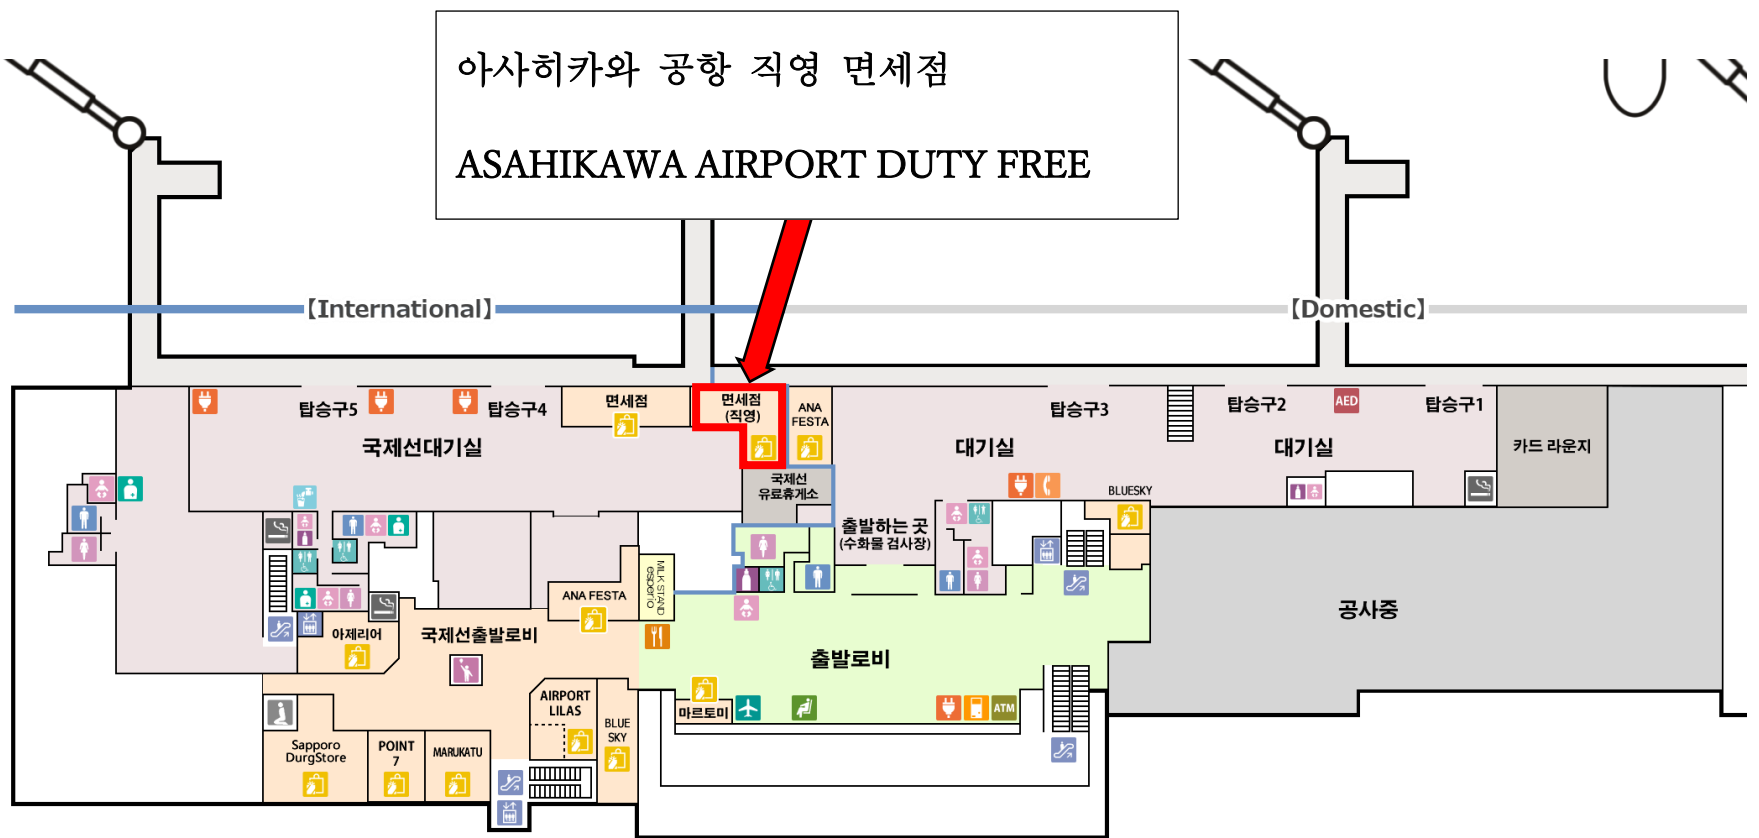 아사히카와 공항 직영 면세점
ASAHIKAWA AIRPORT DUTY FREE
【International】
【Domestic】
탑승구5
탑승구4
면세점
면세점
(직영)
ANA
FESTA
탑승구3
탑승구2
AED
탑승구1
국제선대기실
대기실
대기실
카드 라운지
국제선
유료휴게소
BLUESKY
출발하는 곳
(수화물 검사장)
MILK STAND
esperio
ANA FESTA
공사중
아제리어
국제선출발로비
출발로비
AIRPORT
LILAS
마르토미
ATM
BLUE
SKY
Sapporo
DurgStore
POINT
7
MARUKATU